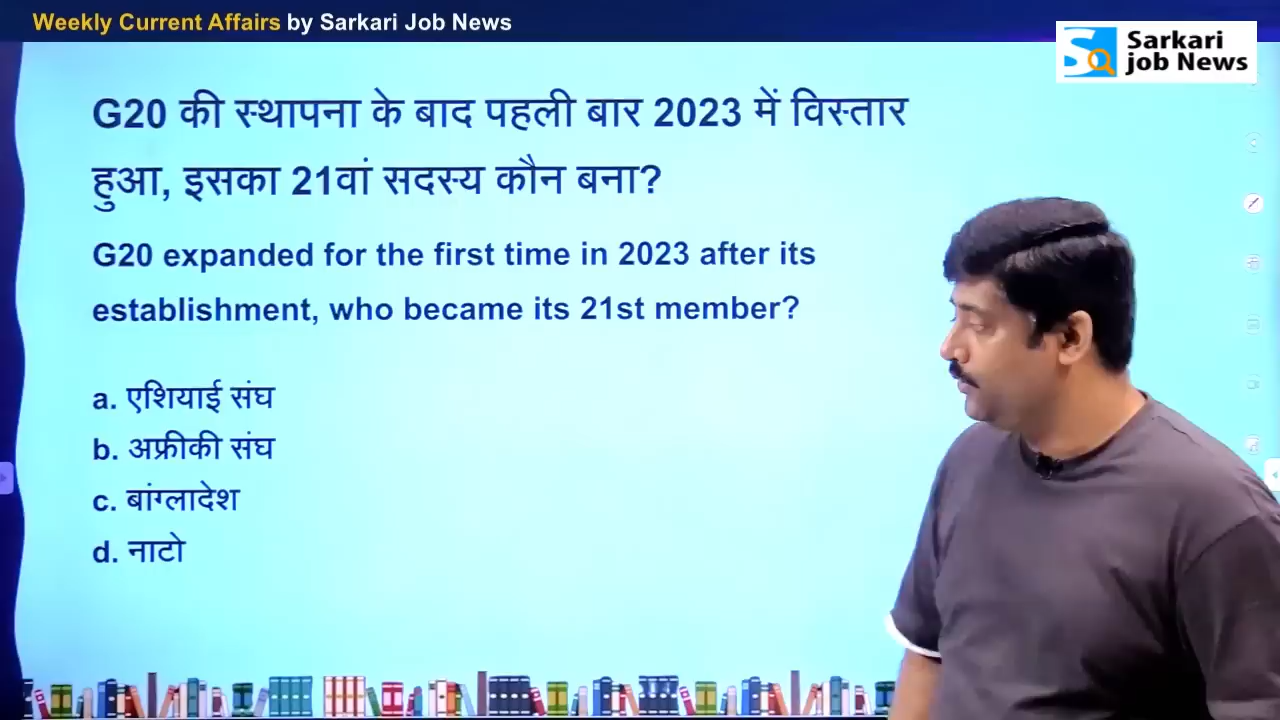 Weekly Current Affairs by Sarkari Job News
Sarkari
job News
G20 की स्थापना के बाद पहली बार 2023 में विस्तार
हुआ, इसका 21वां सदस्य कौन बना?
G20 expanded for the first time in 2023 after its
establishment, who became its 21st member?
a. एशियाई संघ
b. अफ्रीकी संघ
c. बांग्लादेश
d. नाटो